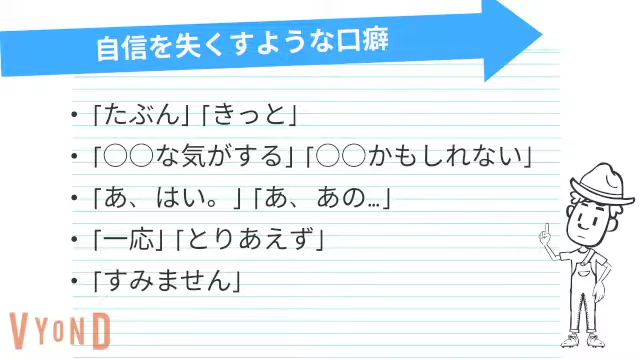 自信を失くすような口癖
• 「たぶん」「きっと」
• 「○○な気がする」「○○かもしれない」
• 「あ、はい。」「あ、あの…」
• 「一応」「とりあえず」
• 「すみません」
VYOND